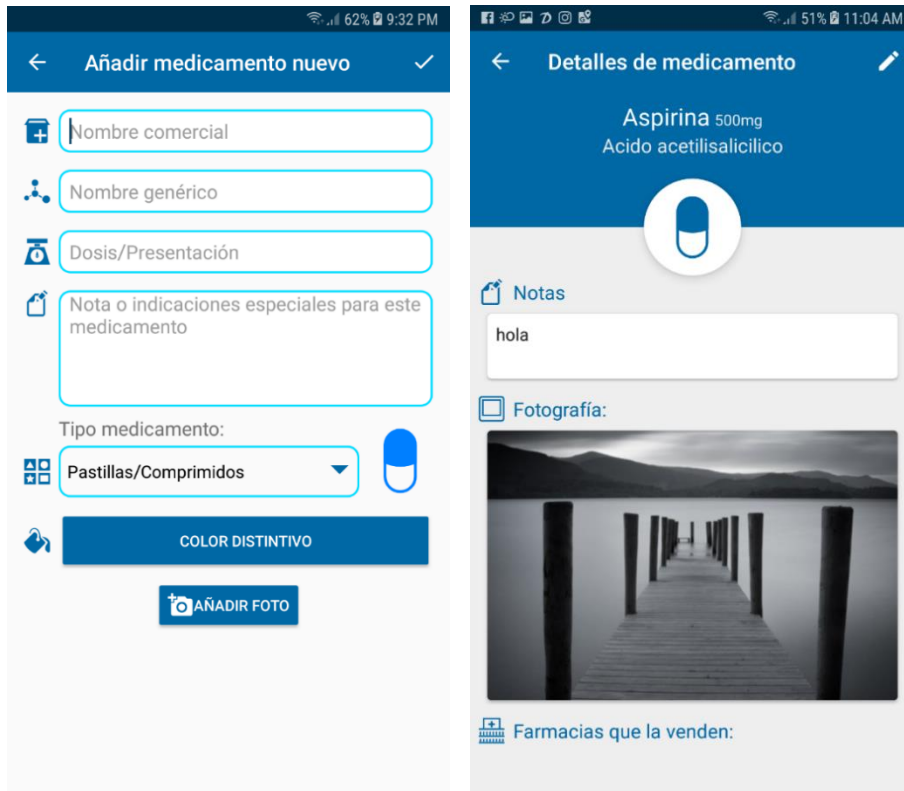 62% 9:32 PM
Añadir medicamento nuevo
Nombre comercial
Nombre genérico
Dosis/Presentación
Nota o indicaciones especiales para este
medicamento
Tipo medicamento:
Pastillas/Comprimidos
COLOR DISTINTIVO
AÑADIR FOTO
51% 11:04 AM
Detalles de medicamento
Aspirina 500mg
Acido acetilisalicilico
Notas
hola
Fotografía:
Farmacias que la venden: